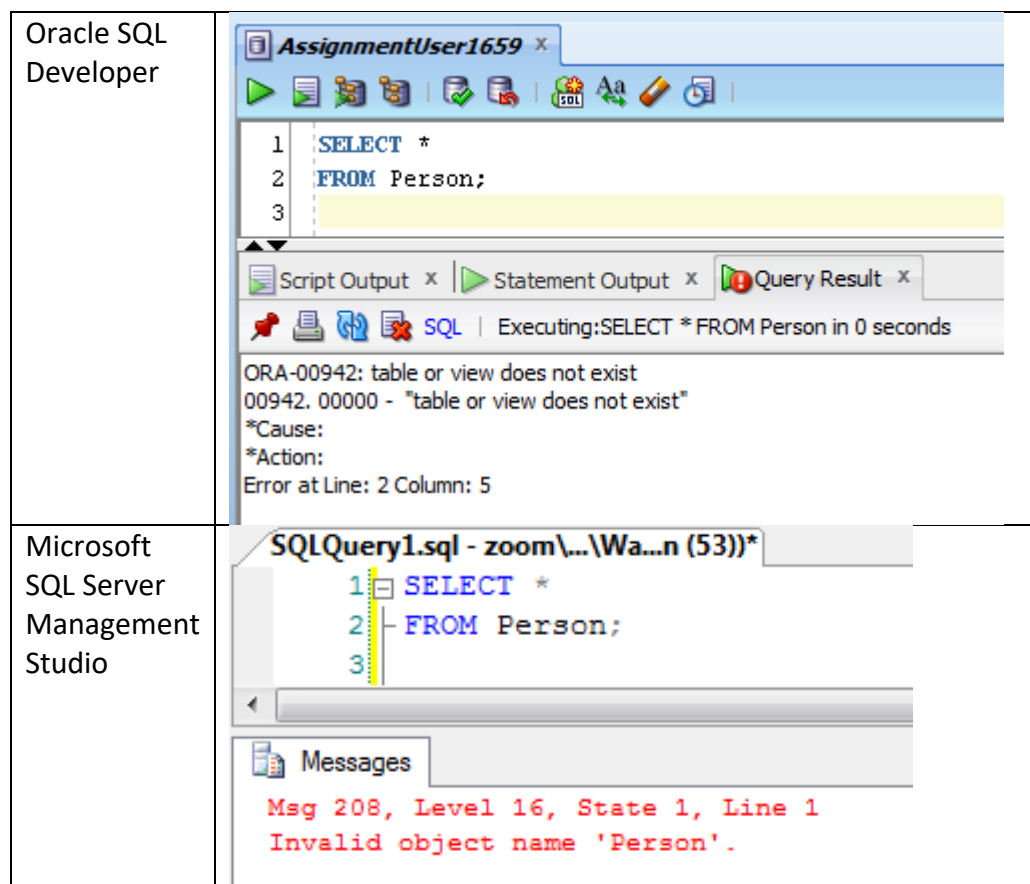 Oracle SQL
Developer
AssignmentUser1659 x
SQL Aa
1 SELECT *
2 FROM Person;
3
Script Output x Statement Output x Query Result x
SQL | Executing:SELECT * FROM Person in 0 seconds
ORA-00942: table or view does not exist
00942. 00000 - "table or view does not exist"
*Cause:
*Action:
Error at Line: 2 Column: 5
Microsoft
SQL Server
Management
Studio
SQLQuery1.sql - zoom\...\Wa...n (53))*
1 SELECT *
2 FROM Person;
3
Messages
Msg 208, Level 16, State 1, Line 1
Invalid object name 'Person'.